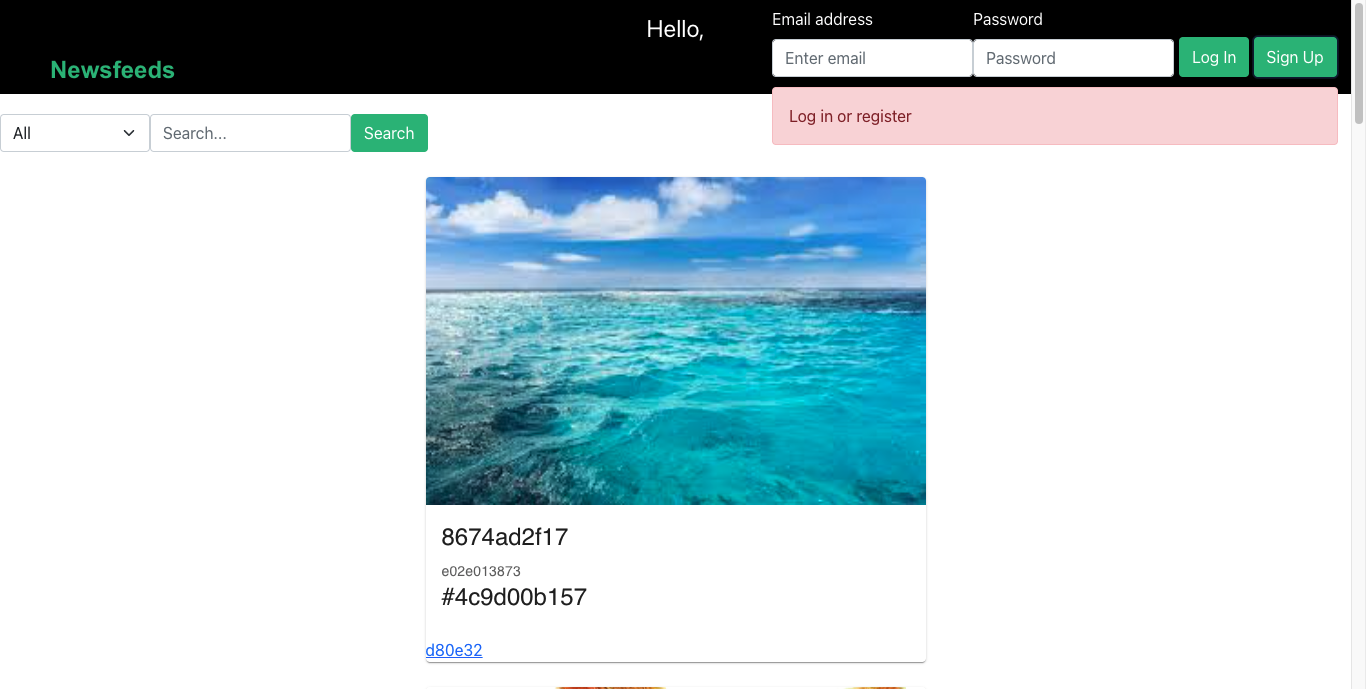 Hello,
Email address
Password
Newsfeeds
Enter email
Password
Log In
Sign Up
Log in or register
All
Search...
Search
8674ad2f17
e02e013873
#4c9d00b157
d80e32